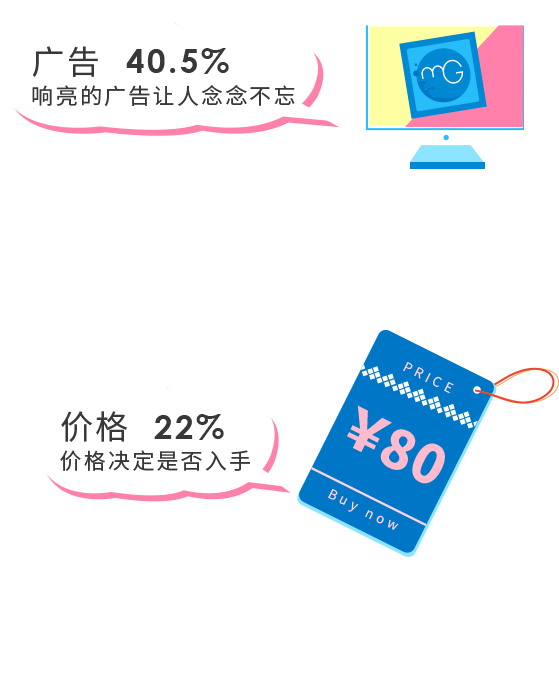 广告 40.5%
响亮的广告让人念念不忘
mG
PRICE
¥80
价格 22%
价格决定是否入手
Buy now